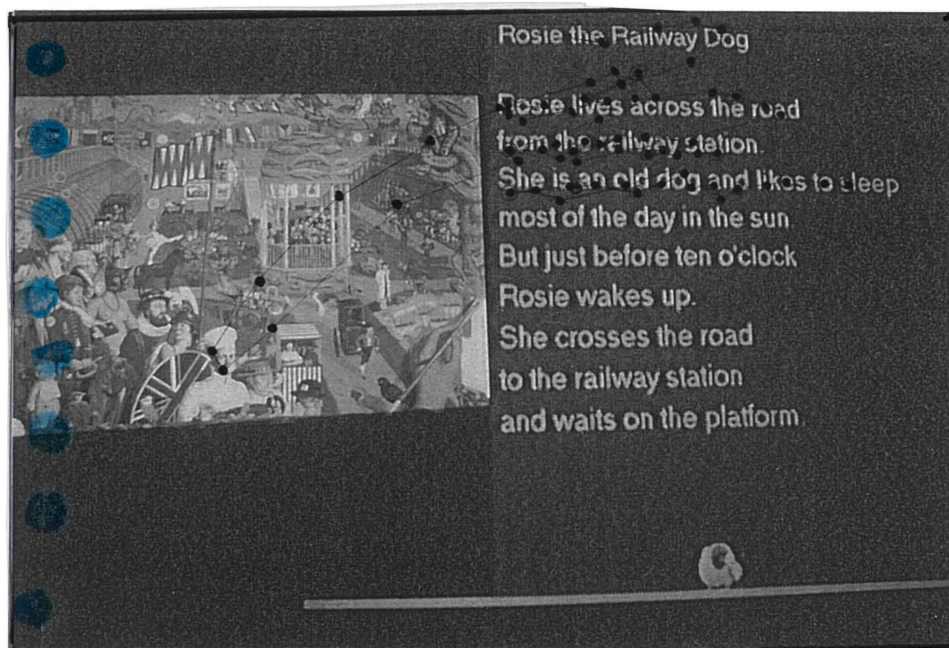 Rosie the Railway Dog
Rosie lives across the road
from the railway station.
She is an old dog and likes to sleep
most of the day in the sun
But just before ten o'clock
Rosie wakes up.
She crosses the road
to the railway station
and waits on the platform